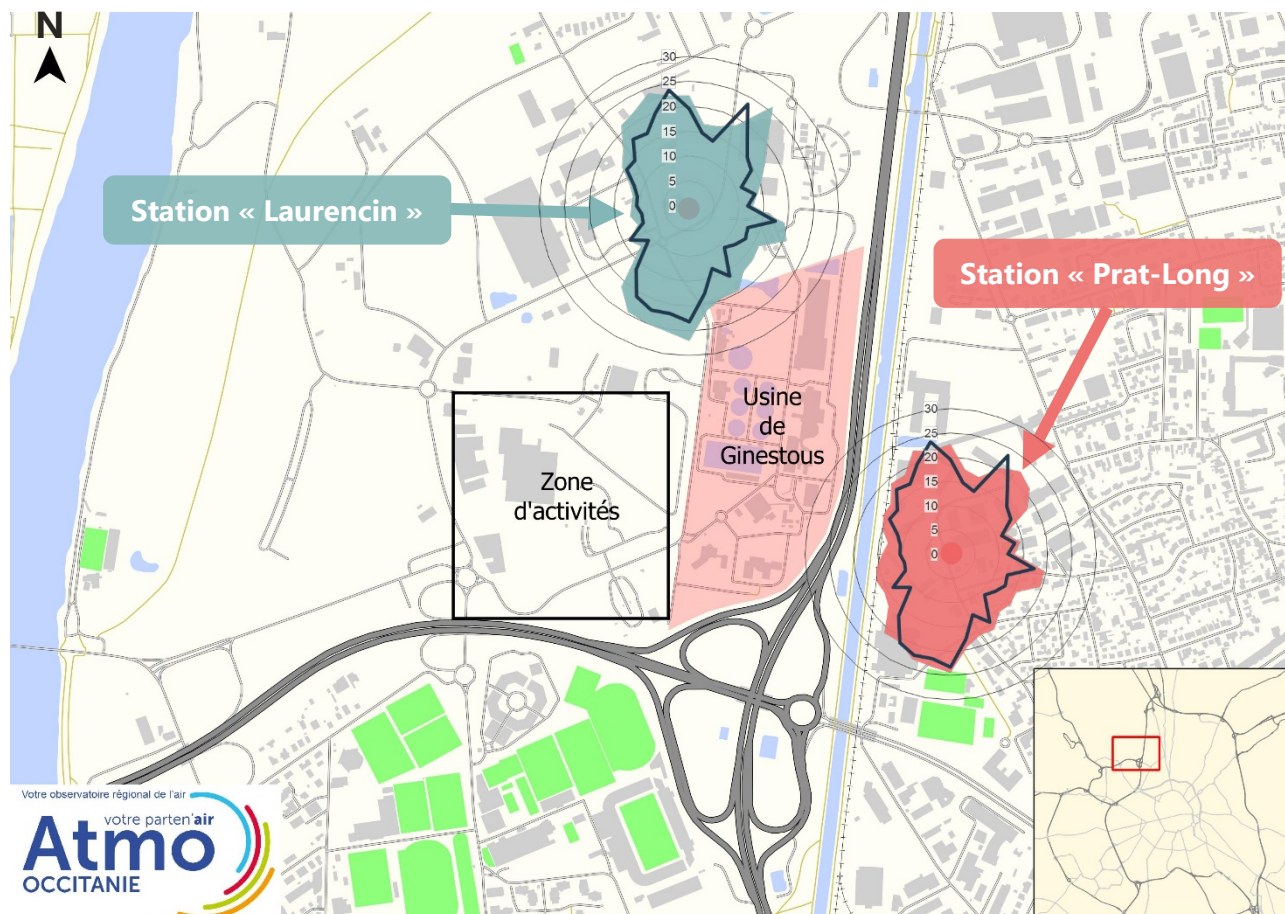 N
30
25
20
15
10
5
0
Station « Laurencin »
Station « Prat-Long »
Usine
de
Ginestous
Zone
d'activités
30
25
20
15
10
5
0
Votre observatoire régional de l'air
votre parten'air
Atmo
OCCITANIE